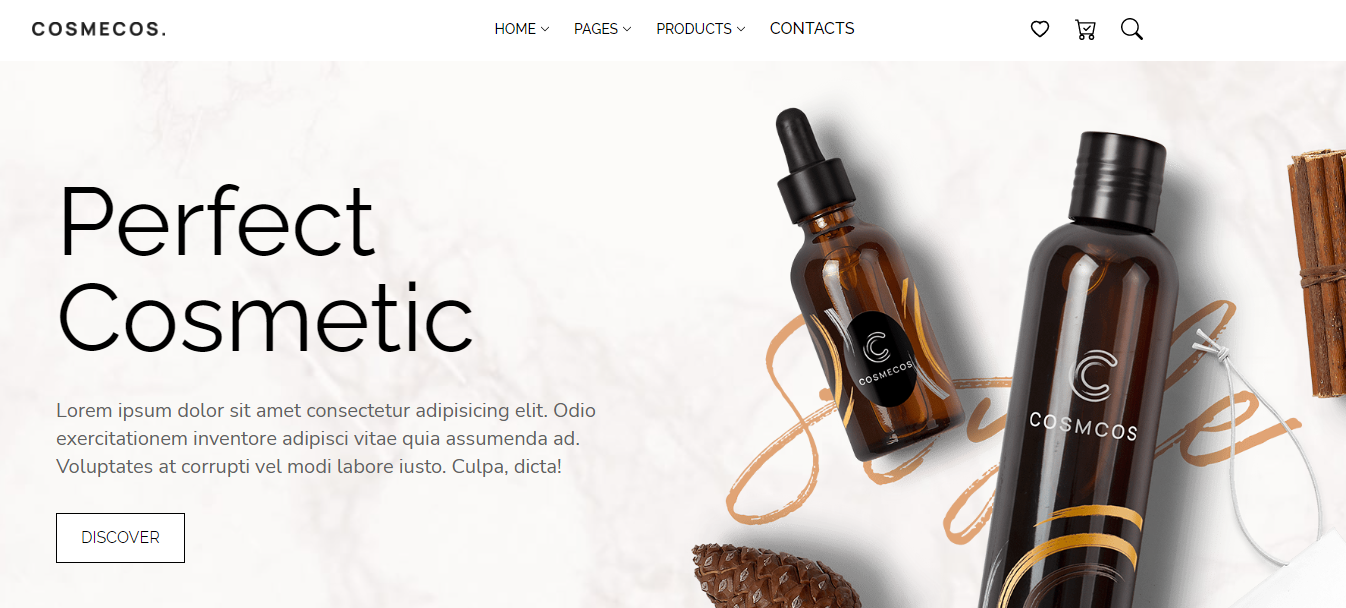 COSMECOS.
HOME
PAGES
PRODUCTS
CONTACTS
Perfect
Cosmetic
Lorem ipsum dolor sit amet consectetur adipisicing elit. Odio
exercitationem inventore adipisci vitae quia assumenda ad.
Voluptates at corrupti vel modi labore iusto. Culpa, dicta!
DISCOVER
Style
C
COSMECOS
C
COSMCOS